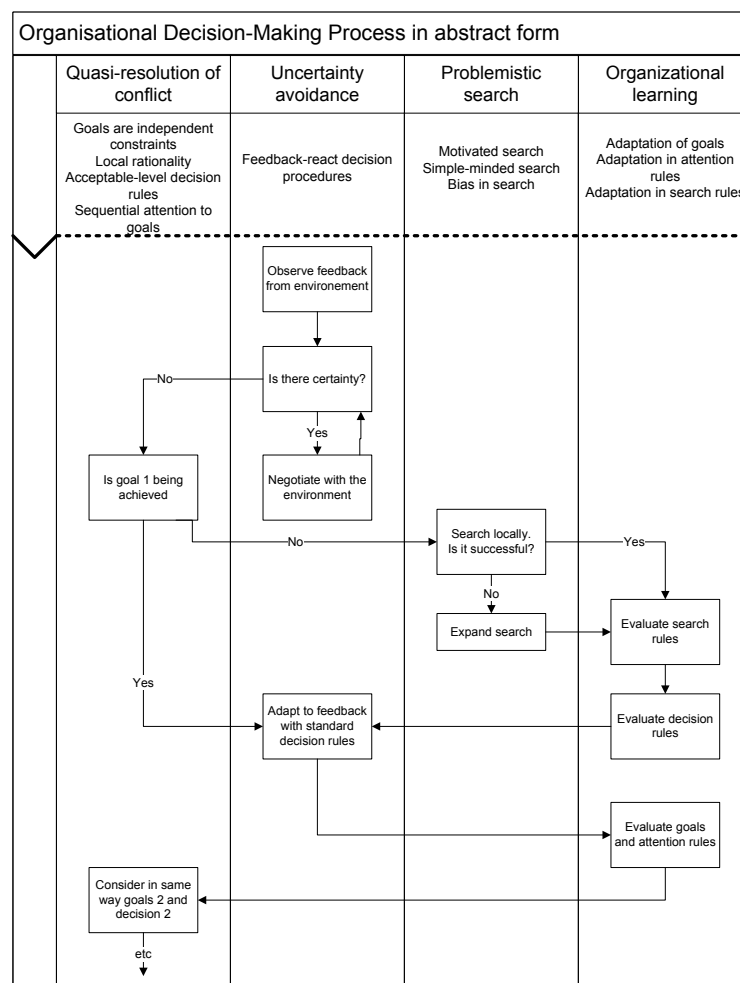 Organisational Decision-Making Process in abstract form
Quasi-resolution of
conflict
Uncertainty
avoidance
Problemistic
search
Organizational
learning
Goals are independent
constraints
Local rationality
Acceptable-level decision
rules
Sequential attention to
goals
Feedback-react decision
procedures
Motivated search
Simple-minded search
Bias in search
Adaptation of goals
Adaptation in attention
rules
Adaptation in search rules
Observe feedback
from environement
Is there certainty?
No
Yes
Is goal 1 being
achieved
Negotiate with the
environment
No
Search locally.
Is it successful?
Yes
No
Expand search
Evaluate search
rules
Yes
Adapt to feedback
with standard
decision rules
Evaluate decision
rules
Evaluate goals
and attention rules
Consider in same
way goals 2 and
decision 2
etc